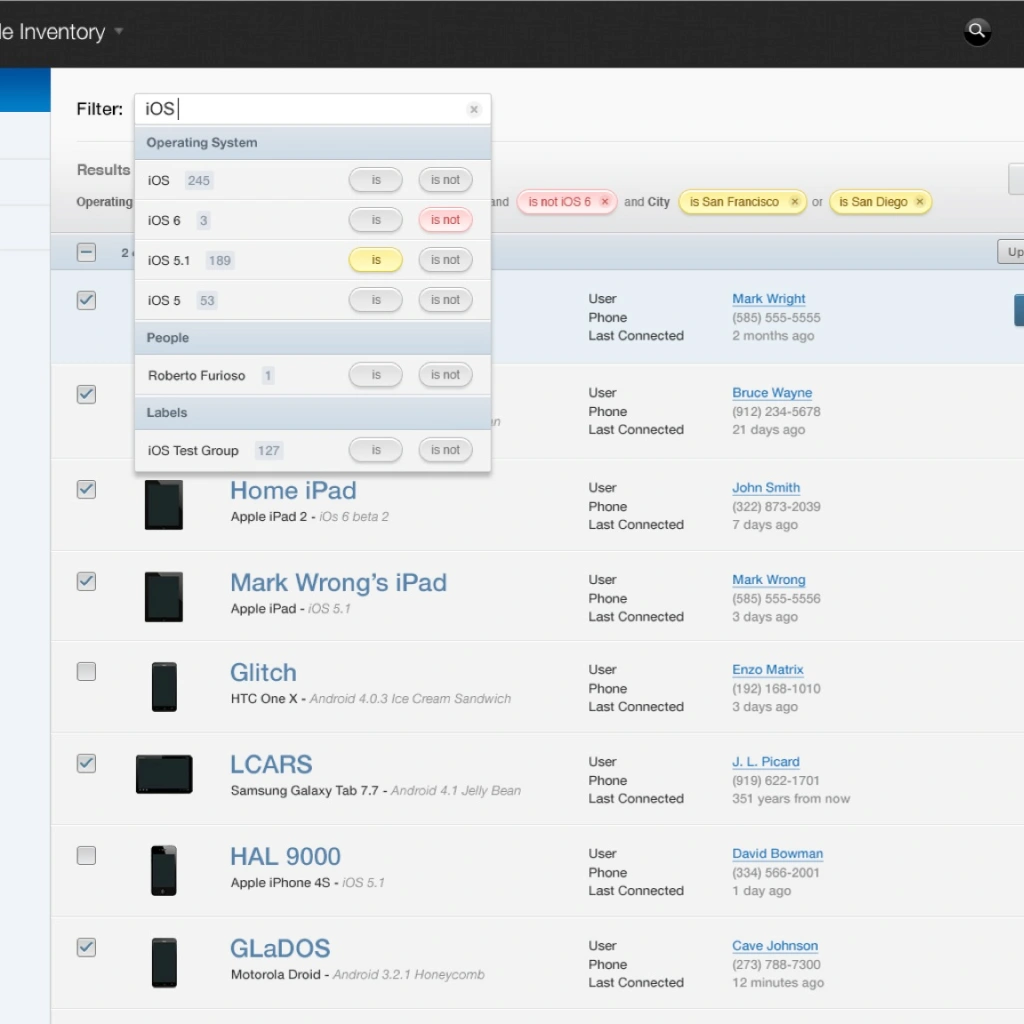 le Inventory
Filter: iOS
Operating System
iOS 245 is is not
iOS 6 3 is is not
iOS 5.1 189 is is not
iOS 5 53 is is not
People
Roberto Furioso 1 is is not
Labels
iOS Test Group 127 is is not
Results
Operating and is not iOS 6 × and City is San Francisco × or is San Diego ×
2 Up
User Mark Wright
Phone (585) 555-5555
Last Connected 2 months ago
User Bruce Wayne
Phone (912) 234-5678
Last Connected 21 days ago
Home iPad
Apple iPad 2 - iOs 6 beta 2
User John Smith
Phone (322) 873-2039
Last Connected 7 days ago
Mark Wrong's iPad
Apple iPad - iOS 5.1
User Mark Wrong
Phone (585) 555-5556
Last Connected 3 days ago
Glitch
HTC One X - Android 4.0.3 Ice Cream Sandwich
User Enzo Matrix
Phone (192) 168-1010
Last Connected 3 days ago
LCARS
Samsung Galaxy Tab 7.7 - Android 4.1 Jelly Bean
User J. L. Picard
Phone (919) 622-1701
Last Connected 351 years from now
HAL 9000
Apple iPhone 4S - iOS 5.1
User David Bowman
Phone (334) 566-2001
Last Connected 1 day ago
GLaDOS
Motorola Droid - Android 3.2.1 Honeycomb
User Cave Johnson
Phone (273) 788-7300
Last Connected 12 minutes ago